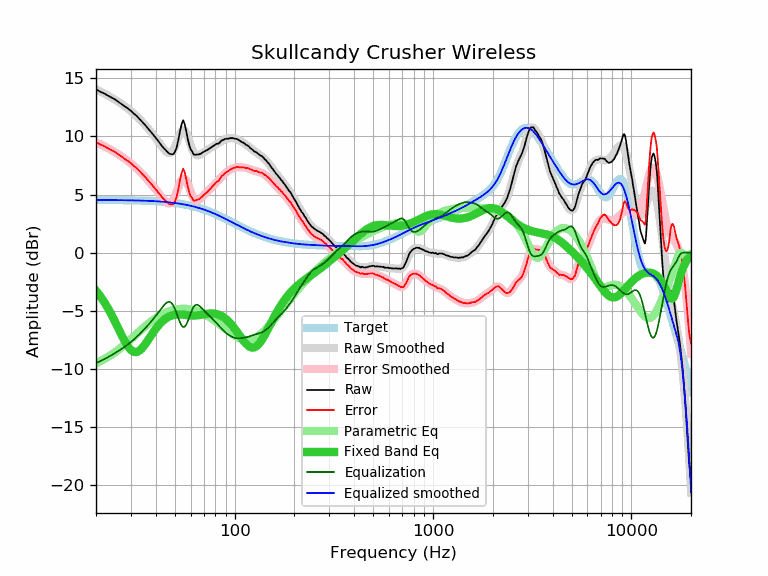 Skullcandy Crusher Wireless
Amplitude (dBr)
15
10
5
0
−5
−10
−15
−20
Target
Raw Smoothed
Error Smoothed
Raw
Error
Parametric Eq
Fixed Band Eq
Equalization
Equalized smoothed
100
1000
10000
Frequency (Hz)